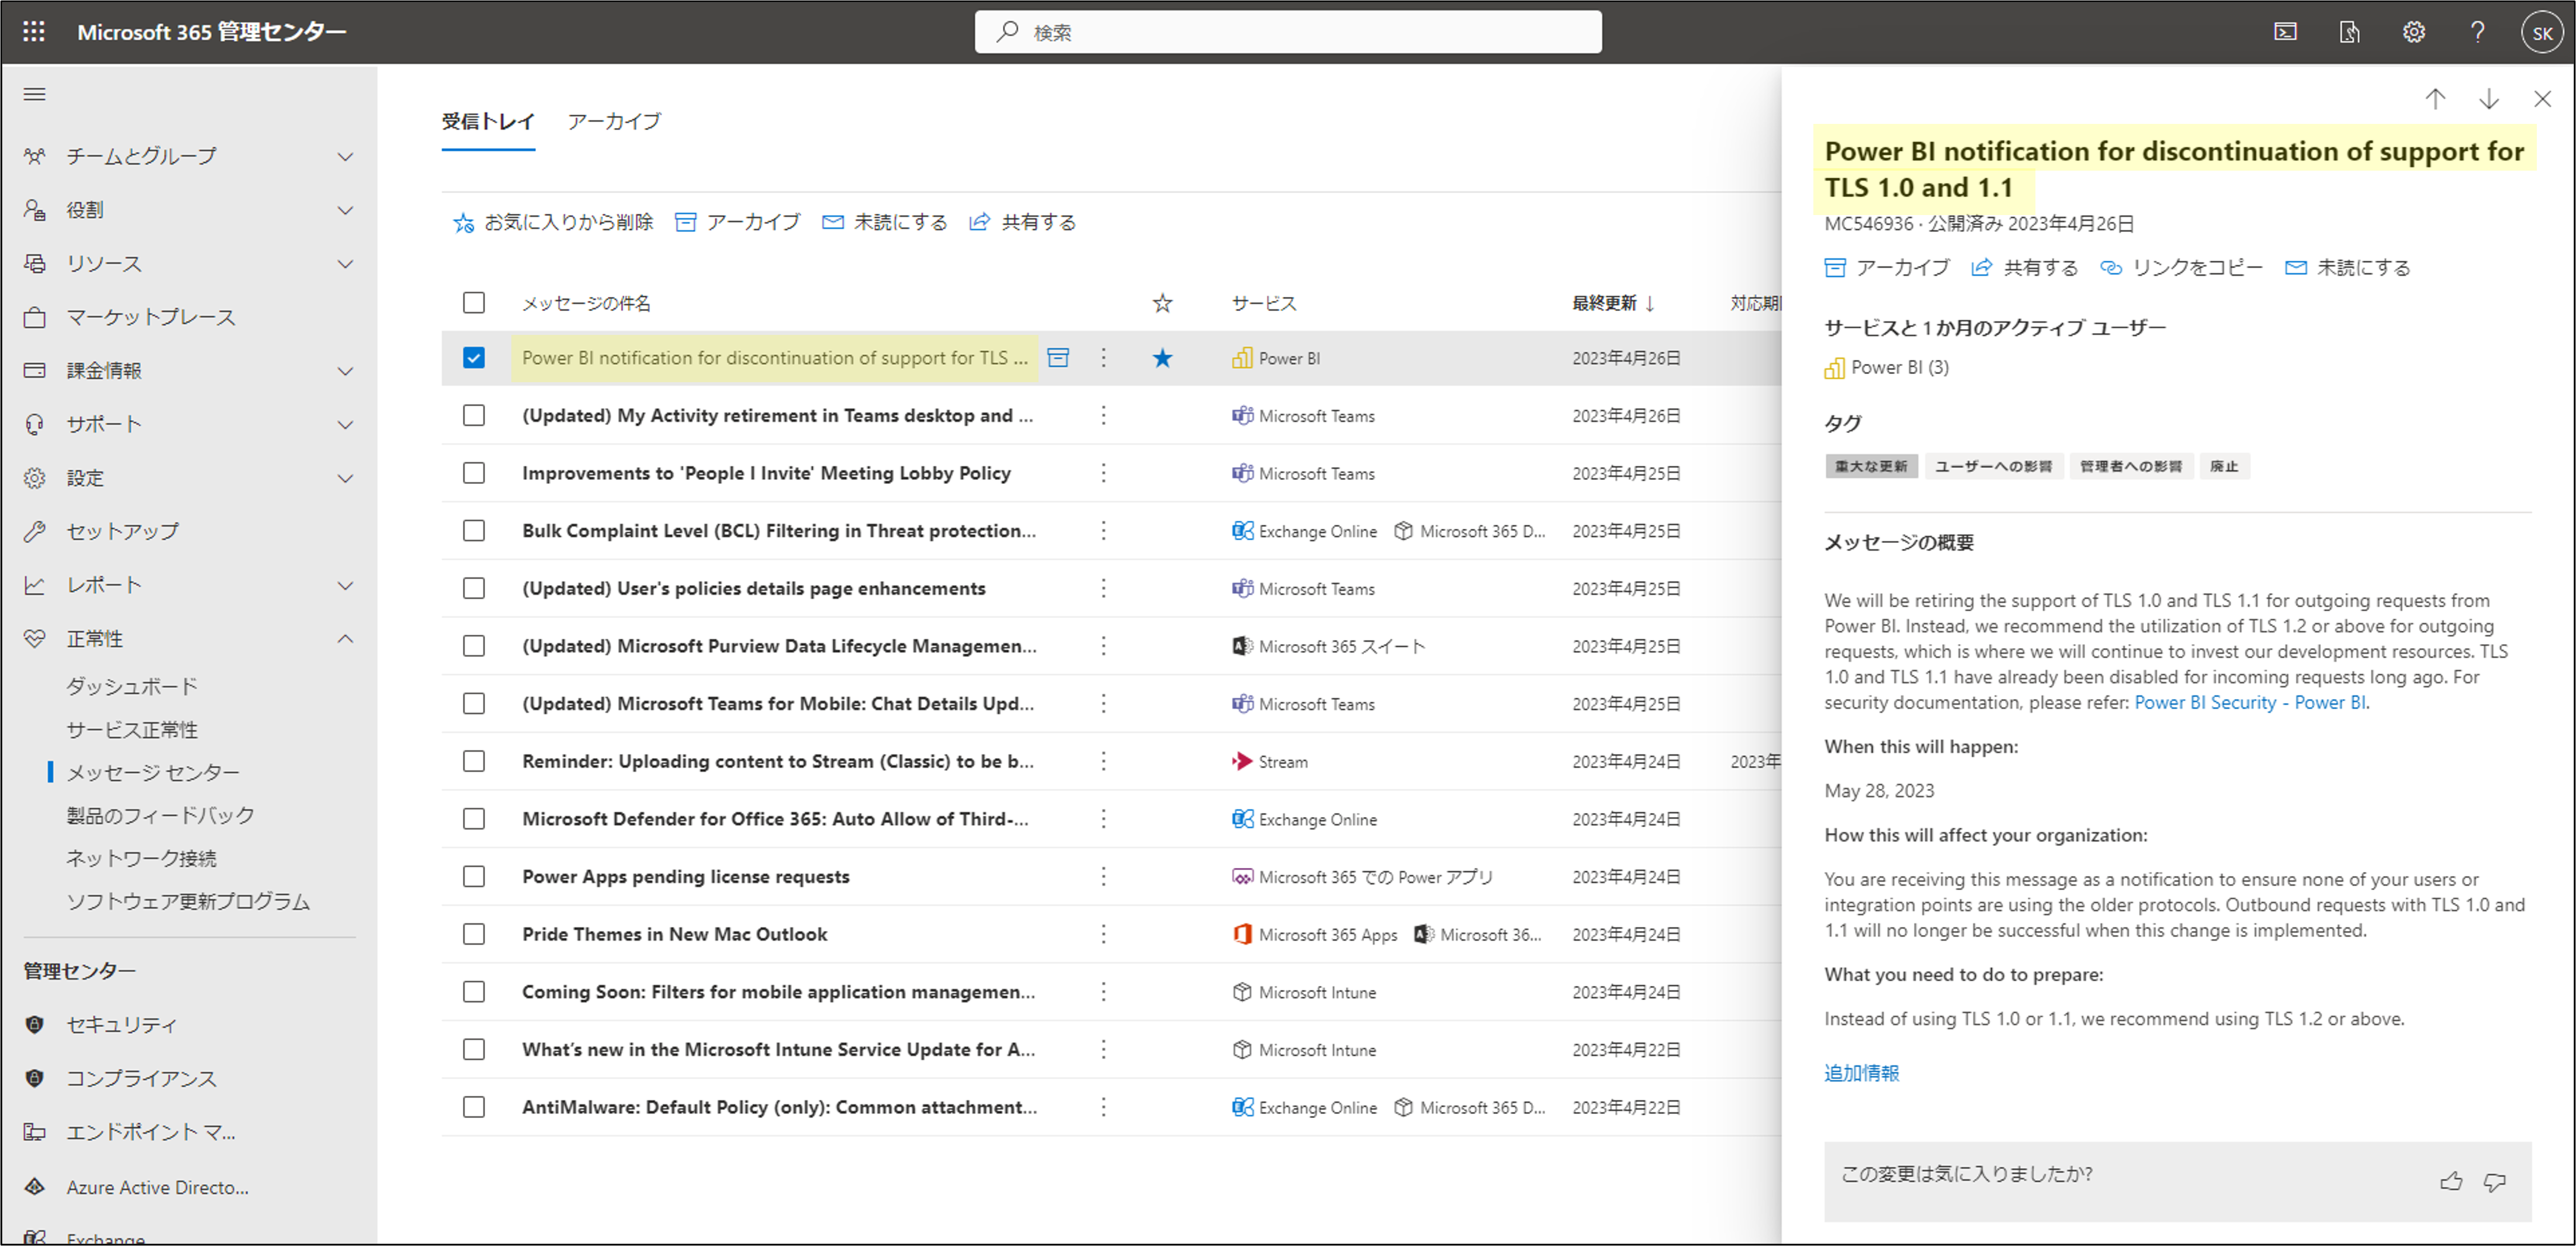 Microsoft 365 管理センター
検索
SK
チームとグループ
役割
リソース
マーケットプレース
課金情報
サポート
設定
セットアップ
レポート
正常性
ダッシュボード
サービス正常性
メッセージ センター
製品のフィードバック
ネットワーク接続
ソフトウェア更新プログラム
管理センター
セキュリティ
コンプライアンス
エンドポイント マ...
Azure Active Directo...
Exchange
受信トレイ アーカイブ
お気に入りから削除 アーカイブ 未読にする 共有する
メッセージの件名 サービス 最終更新 ↓ 対応期
Power BI notification for discontinuation of support for TLS ... Power BI 2023年4月26日
(Updated) My Activity retirement in Teams desktop and ... Microsoft Teams 2023年4月26日
Improvements to 'People I Invite' Meeting Lobby Policy Microsoft Teams 2023年4月26日
Bulk Complaint Level (BCL) Filtering in Threat protection... Exchange Online Microsoft 365 D... 2023年4月25日
(Updated) User's policies details page enhancements Microsoft Teams 2023年4月25日
(Updated) Microsoft Purview Data Lifecycle Managemen... Microsoft 365 スイート 2023年4月25日
(Updated) Microsoft Teams for Mobile: Chat Details Upd... Microsoft Teams 2023年4月25日
Reminder: Uploading content to Stream (Classic) to be b... Stream 2023年4月24日 2023年
Microsoft Defender for Office 365: Auto Allow of Third-... Exchange Online 2023年4月24日
Power Apps pending license requests Microsoft 365 での Power アプリ 2023年4月24日
Pride Themes in New Mac Outlook Microsoft 365 Apps Microsoft 36... 2023年4月24日
Coming Soon: Filters for mobile application managemen... Microsoft Intune 2023年4月24日
What's new in the Microsoft Intune Service Update for A... Microsoft Intune 2023年4月22日
AntiMalware: Default Policy (only): Common attachment... Exchange Online Microsoft 365 D... 2023年4月22日
Power BI notification for discontinuation of support for
TLS 1.0 and 1.1
MC546936 · 公開済み 2023年4月26日
アーカイブ 共有する リンクをコピー 未読にする
サービスと 1 か月のアクティブ ユーザー
Power BI (3)
タグ
重大な更新 ユーザーへの影響 管理者への影響 廃止
メッセージの概要
We will be retiring the support of TLS 1.0 and TLS 1.1 for outgoing requests from
Power BI. Instead, we recommend the utilization of TLS 1.2 or above for outgoing
requests, which is where we will continue to invest our development resources. TLS
1.0 and TLS 1.1 have already been disabled for incoming requests long ago. For
security documentation, please refer: Power BI Security - Power BI.
When this will happen:
May 28, 2023
How this will affect your organization:
You are receiving this message as a notification to ensure none of your users or
integration points are using the older protocols. Outbound requests with TLS 1.0 and
1.1 will no longer be successful when this change is implemented.
What you need to do to prepare:
Instead of using TLS 1.0 or 1.1, we recommend using TLS 1.2 or above.
追加情報
この変更は気に入りましたか?